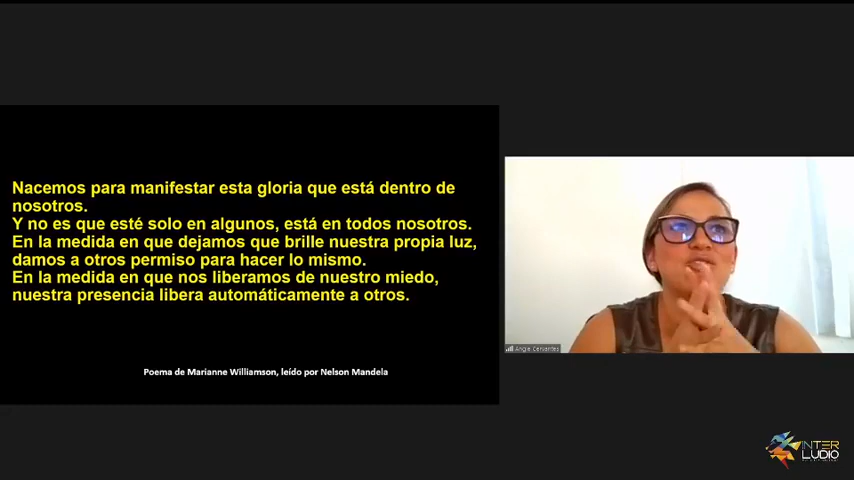 Nacemos para manifestar esta gloria que está dentro de
nosotros.
Y no es que esté solo en algunos, está en todos nosotros.
En la medida en que dejamos que brille nuestra propia luz,
damos a otros permiso para hacer lo mismo.
En la medida en que nos liberamos de nuestro miedo,
nuestra presencia libera automáticamente a otros.
Poema de Marianne Williamson, leído por Nelson Mandela
Angie Cervantes
INTER
LUDIO